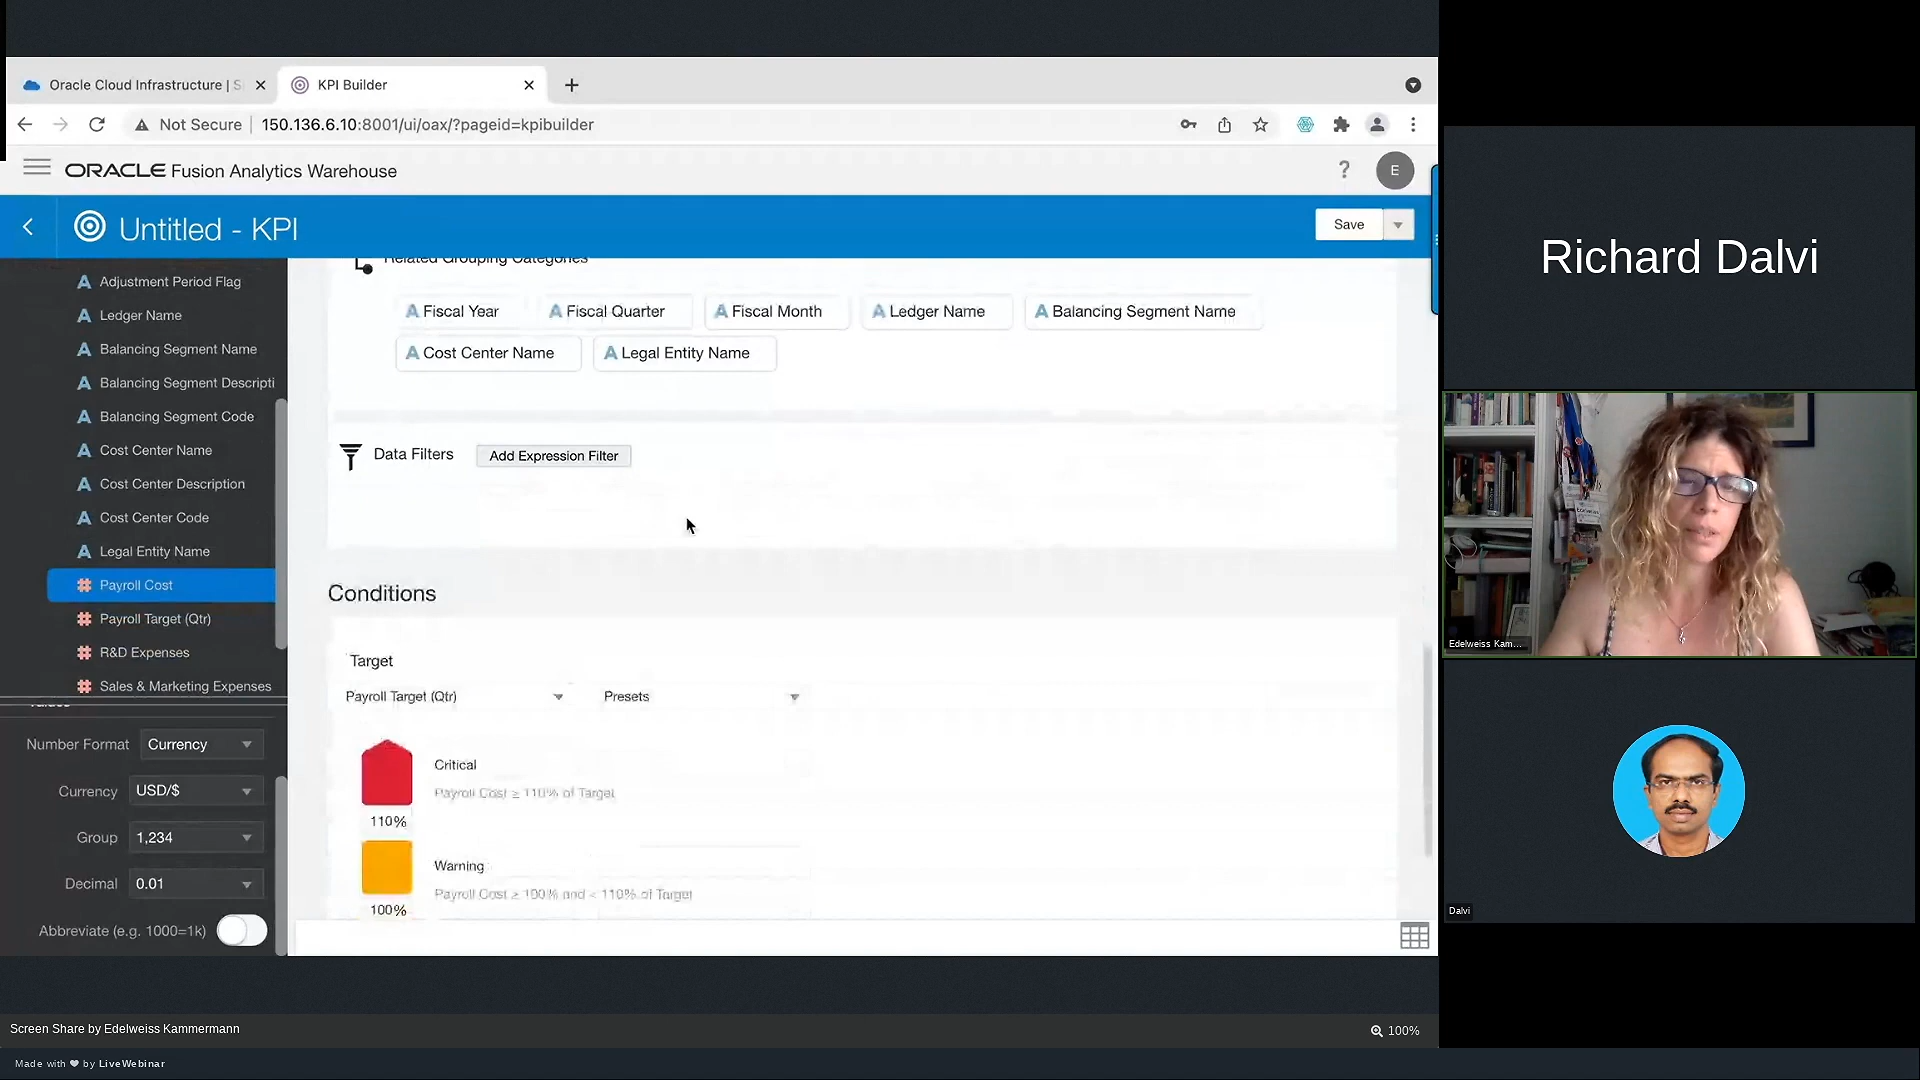 Oracle Cloud Infrastructure | S
KPI Builder
Not Secure
150.136.6.10:8001/ui/oax/?pageid=kpibuilder
ORACLE Fusion Analytics Warehouse
?
E
Untitled - KPI
Save
Adjustment Period Flag
Ledger Name
Balancing Segment Name
Balancing Segment Descripti
Balancing Segment Code
Cost Center Name
Cost Center Description
Cost Center Code
Legal Entity Name
Payroll Cost
Payroll Target (Qtr)
R&D Expenses
Sales & Marketing Expenses
Values
Number Format Currency
Currency USD/$
Group 1,234
Decimal 0.01
Abbreviate (e.g. 1000=1k)
Related Grouping Categories
A Fiscal Year
A Fiscal Quarter
A Fiscal Month
A Ledger Name
A Balancing Segment Name
A Cost Center Name
A Legal Entity Name
Data Filters
Add Expression Filter
Conditions
Target
Payroll Target (Qtr)
Presets
Critical
Payroll Cost ≥ 110% of Target
110%
Warning
Payroll Cost ≥ 100% and < 110% of Target
100%
Richard Dalvi
Edelweiss Kam...
Dalvi
Screen Share by Edelweiss Kammermann
100%
Made with ❤ by LiveWebinar